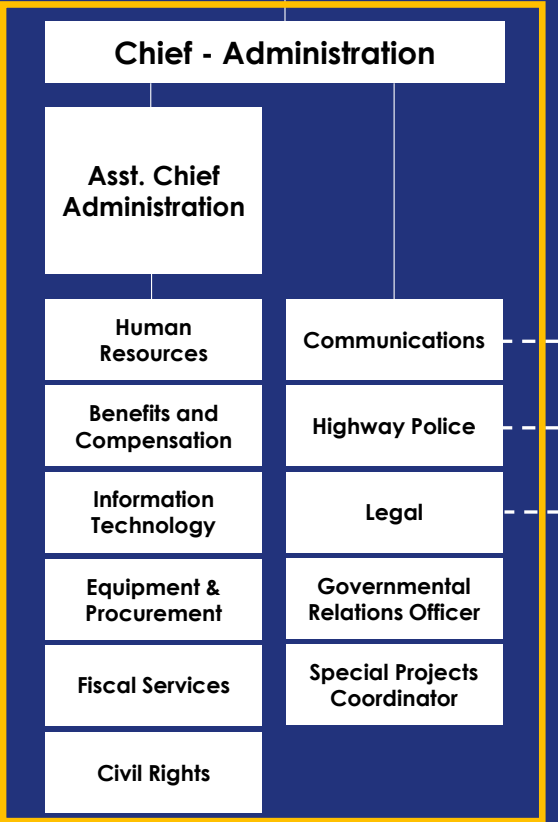 Chief - Administration
Asst. Chief
Administration
Human
Resources
Benefits and
Compensation
Information
Technology
Equipment &
Procurement
Fiscal Services
Civil Rights
Communications
Highway Police
Legal
Governmental
Relations Officer
Special Projects
Coordinator